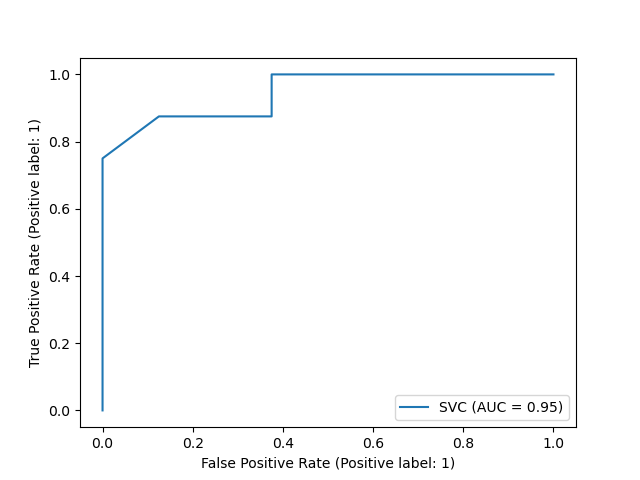 1.0
0.8
0.6
0.4
0.2
0.0
True Positive Rate (Positive label: 1)
SVC (AUC = 0.95)
0.0 0.2 0.4 0.6 0.8 1.0
False Positive Rate (Positive label: 1)